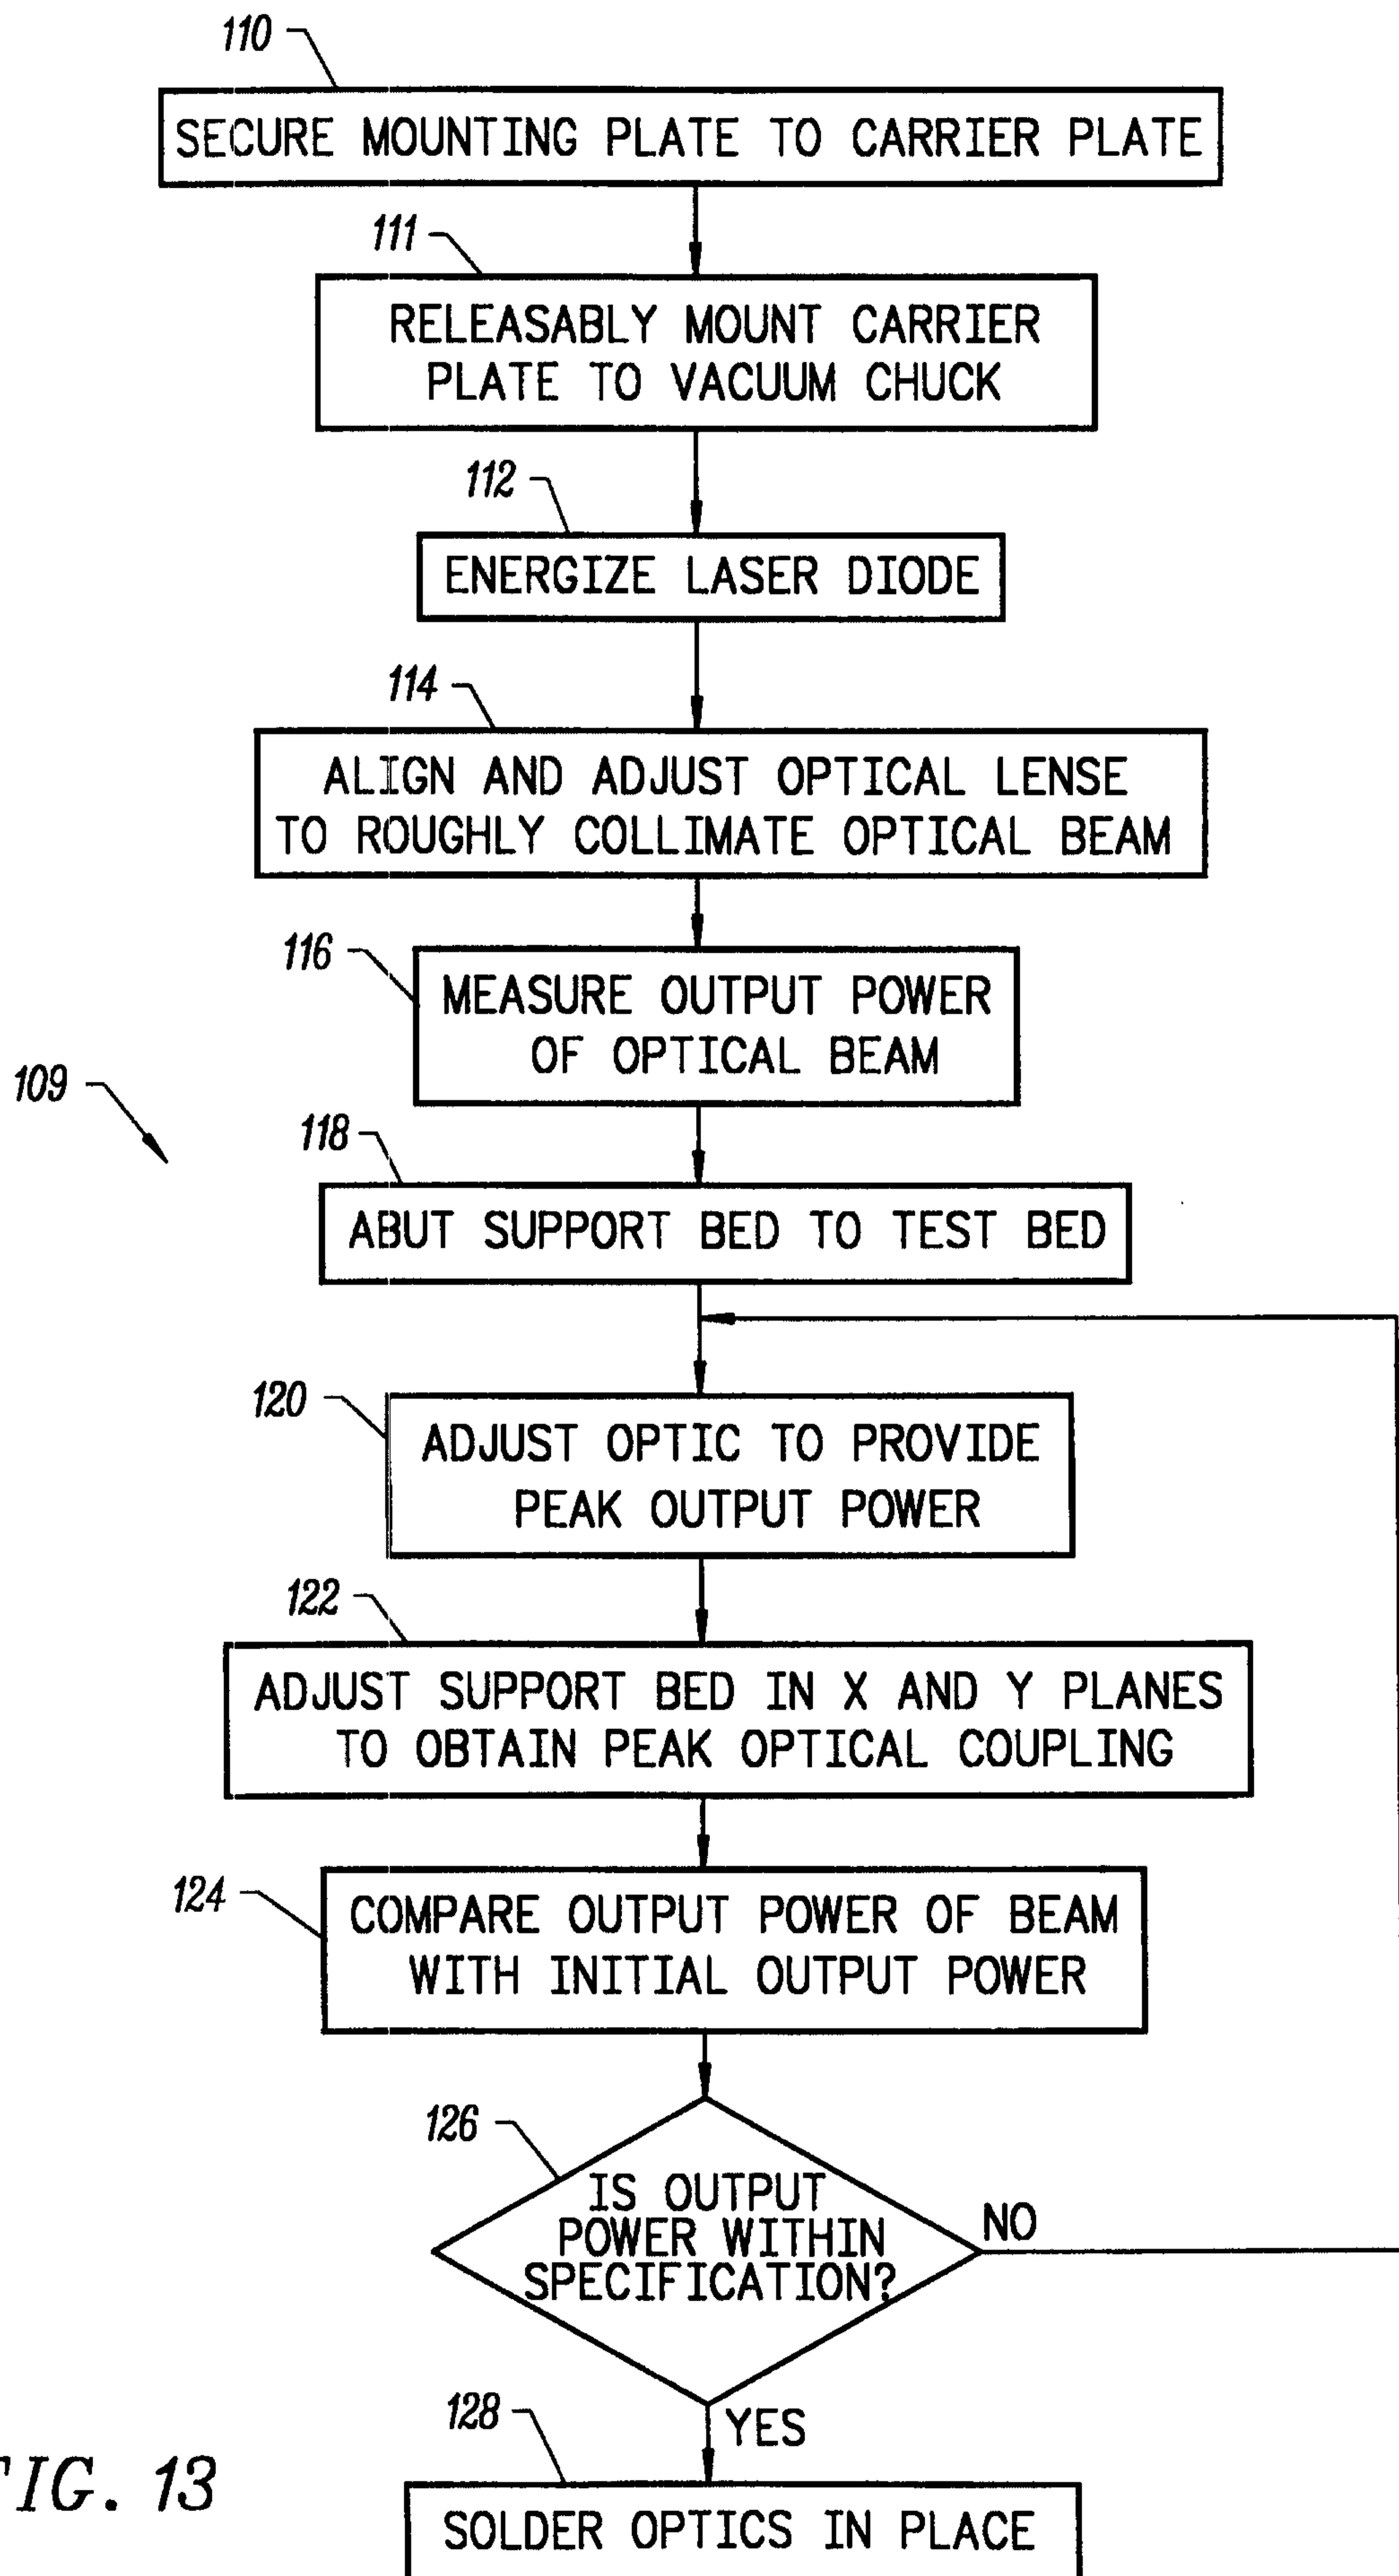 110
SECURE MOUNTING PLATE TO CARRIER PLATE
111
RELEASABLY MOUNT CARRIER
PLATE TO VACUUM CHUCK
112
ENERGIZE LASER DIODE
114
ALIGN AND ADJUST OPTICAL LENSE
TO ROUGHLY COLLIMATE OPTICAL BEAM
116
MEASURE OUTPUT POWER
OF OPTICAL BEAM
109
118
ABUT SUPPORT BED TO TEST BED
120
ADJUST OPTIC TO PROVIDE
PEAK OUTPUT POWER
122
ADJUST SUPPORT BED IN X AND Y PLANES
TO OBTAIN PEAK OPTICAL COUPLING
124
COMPARE OUTPUT POWER OF BEAM
WITH INITIAL OUTPUT POWER
126
IS OUTPUT
POWER WITHIN
SPECIFICATION?
NO
YES
128
SOLDER OPTICS IN PLACE
FIG. 13